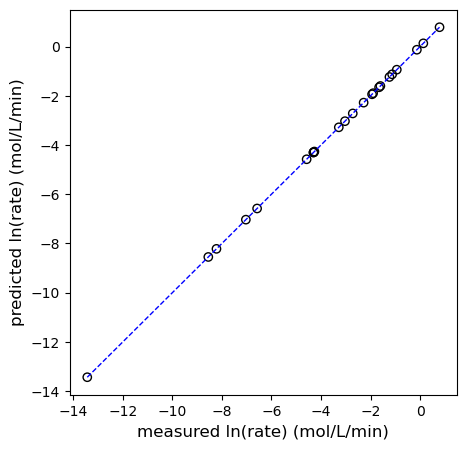 0
−2
−4
−6
−8
−10
−12
−14
predicted ln(rate) (mol/L/min)
−14 −12 −10 −8 −6 −4 −2 0
measured ln(rate) (mol/L/min)